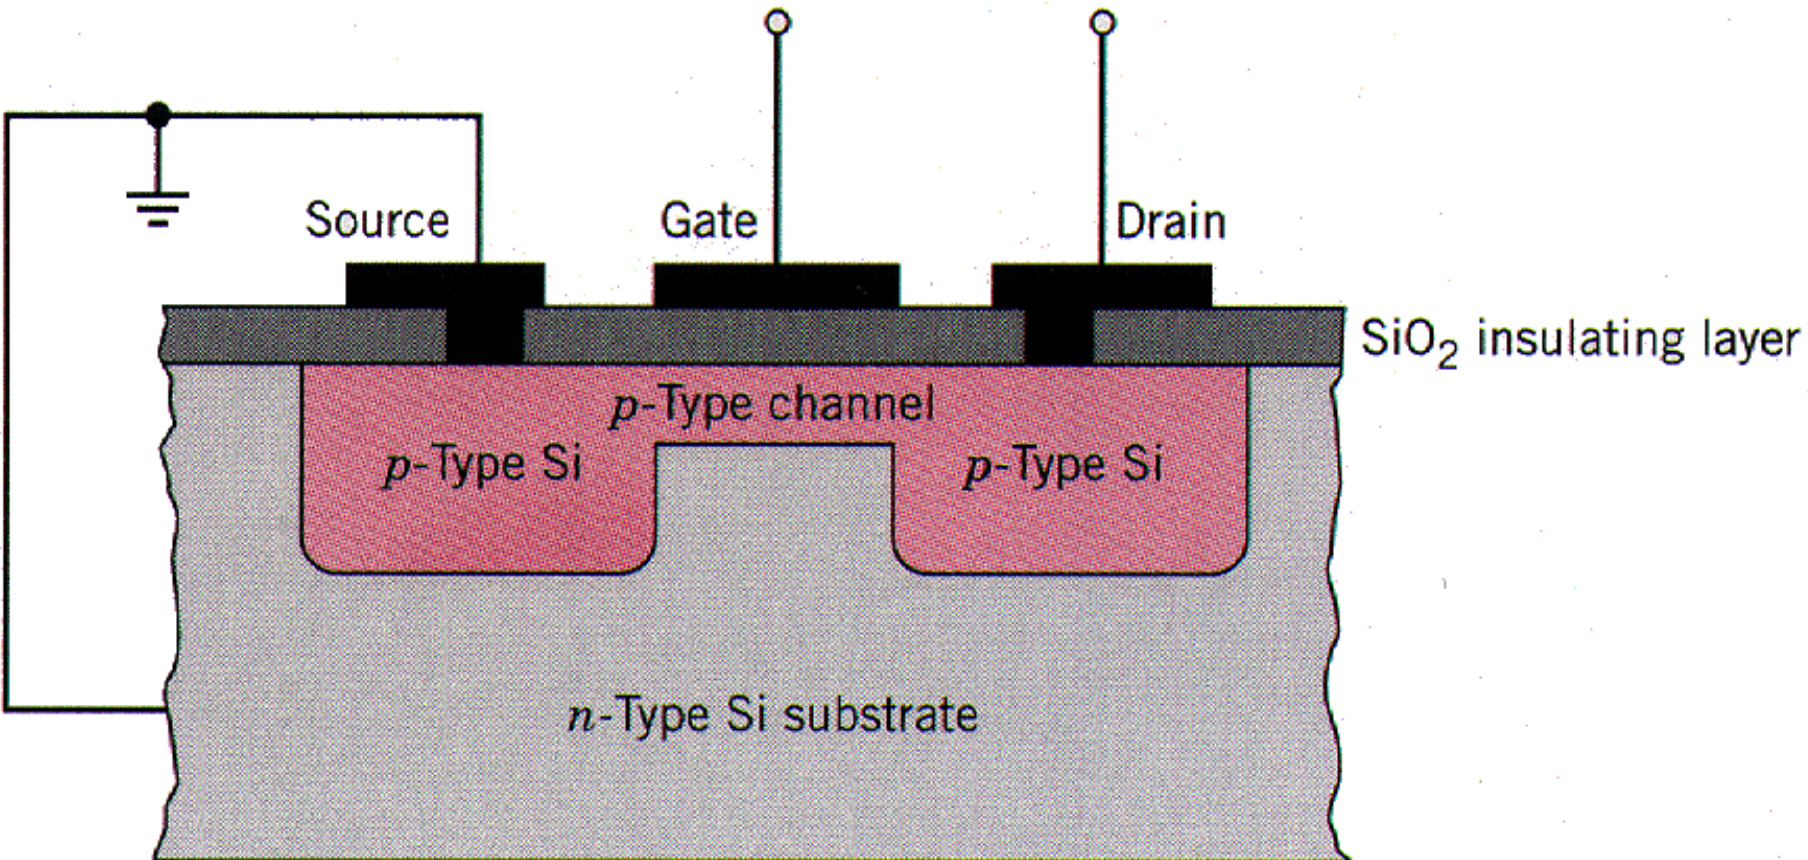 Source
Gate
Drain
SiO₂ insulating layer
p-Type channel
p-Type Si
p-Type Si
n-Type Si substrate